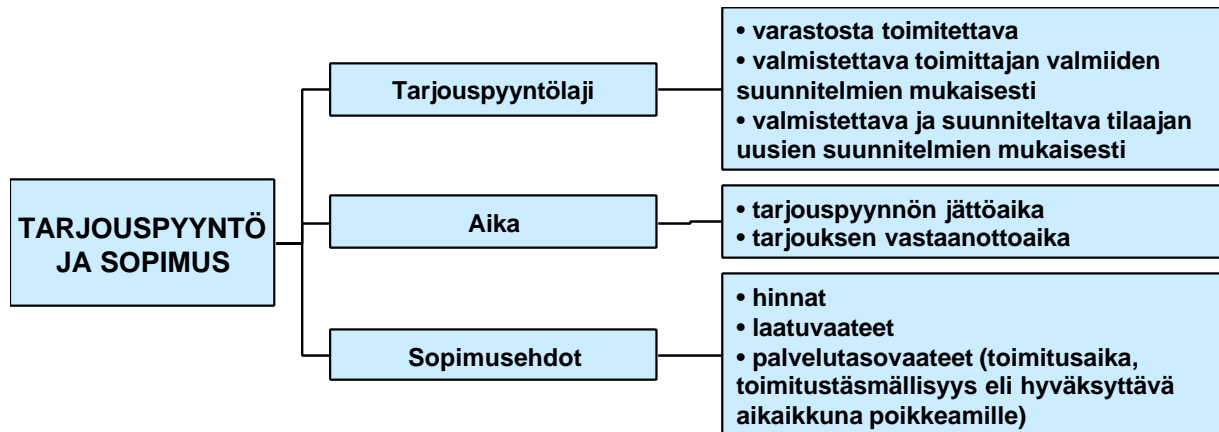 TARJOUSPYYNTÖ
JA SOPIMUS
Tarjouspyyntölaji
• varastosta toimitettava
• valmistettava toimittajan valmiiden
suunnitelmien mukaisesti
• valmistettava ja suunniteltava tilaajan
uusien suunnitelmien mukaisesti
Aika
• tarjouspyynnön jättöaika
• tarjouksen vastaanottoaika
Sopimusehdot
• hinnat
• laatuvaateet
• palvelutasovaateet (toimitusaika,
toimitustäsmällisyys eli hyväksyttävä
aikaikkuna poikkeamille)